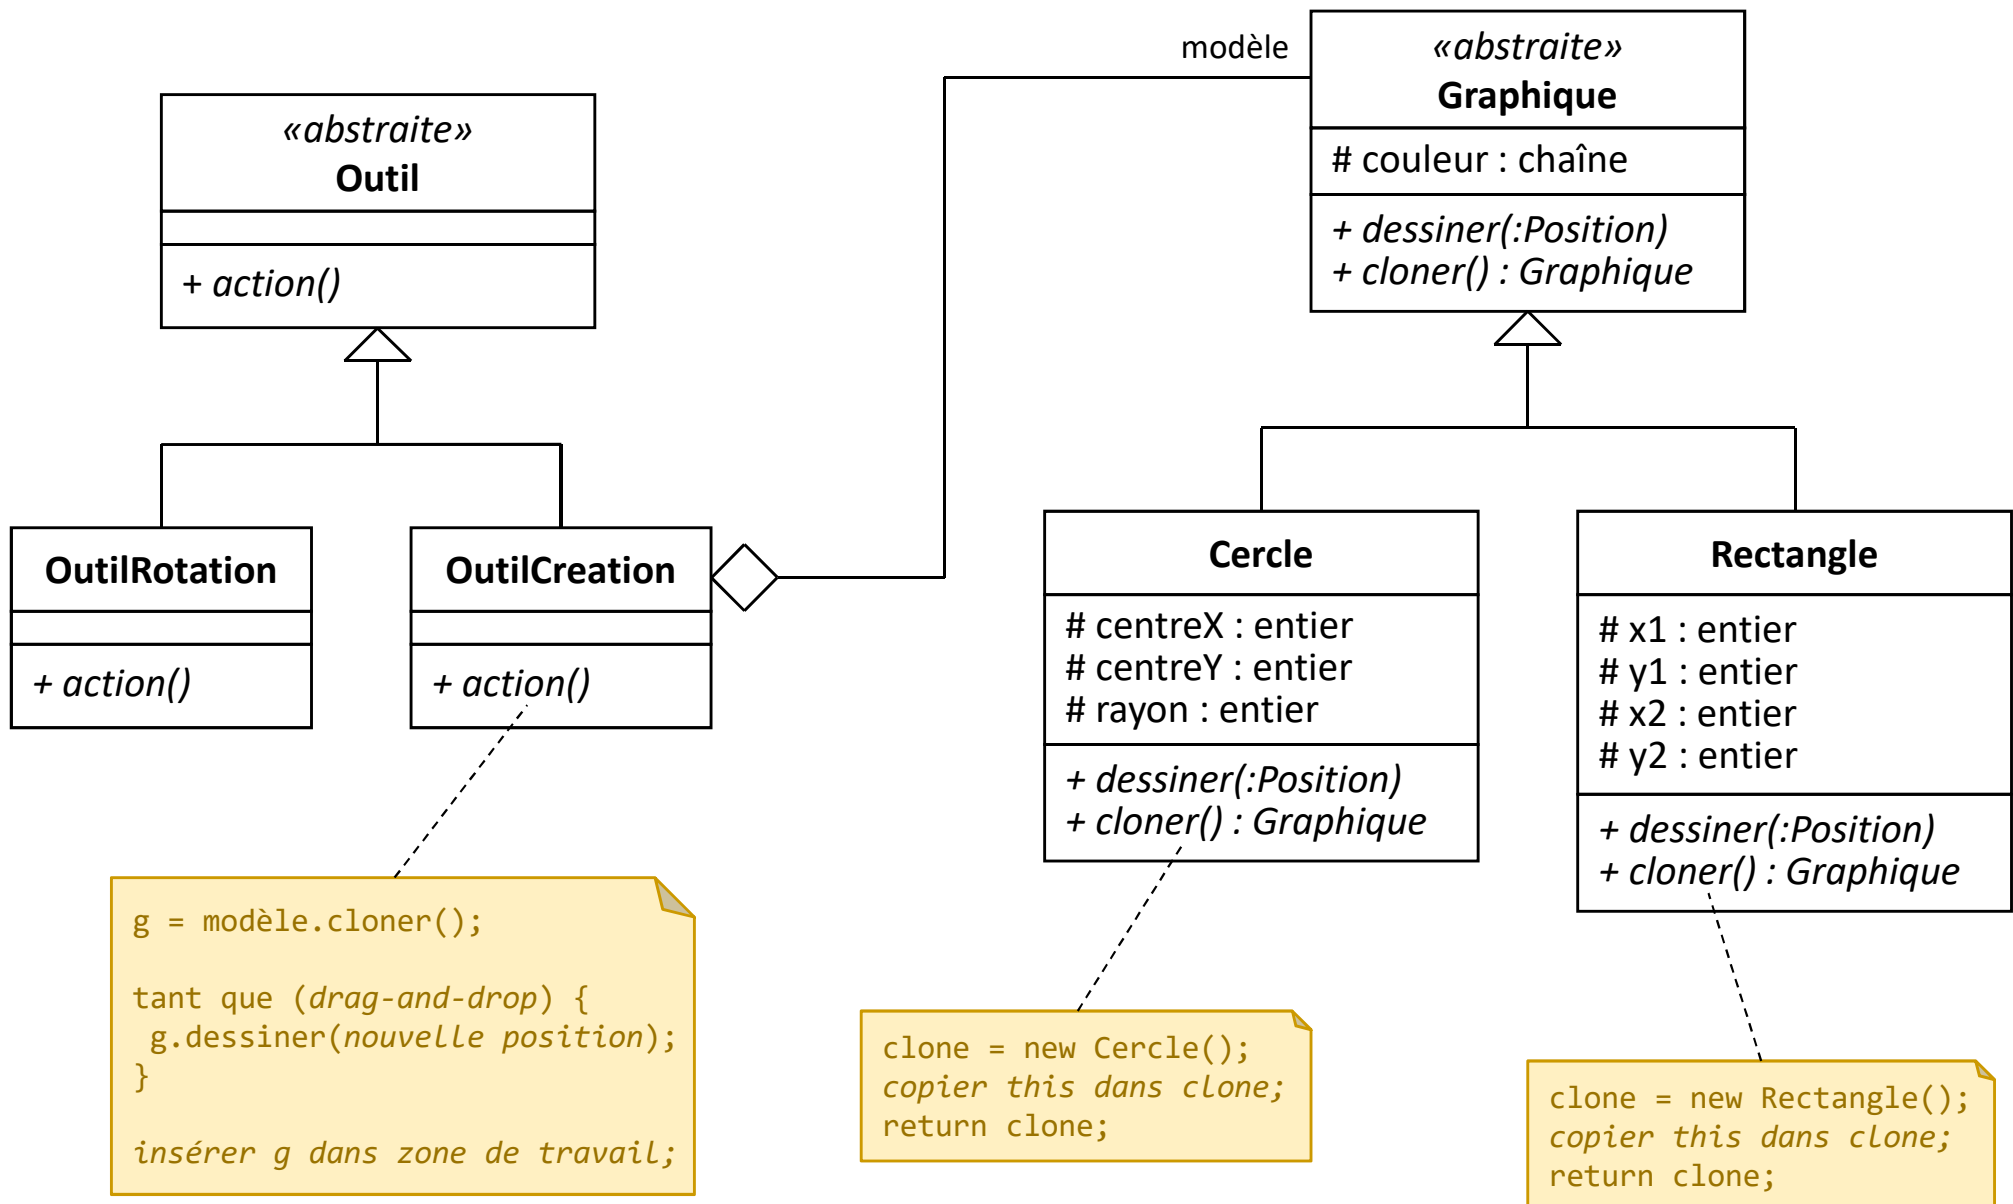 modèle
«abstraite»
Graphique
# couleur : chaîne
+ dessiner(:Position)
+ cloner() : Graphique
«abstraite»
Outil
+ action()
OutilRotation
+ action()
OutilCreation
+ action()
Cercle
# centreX : entier
# centreY : entier
# rayon : entier
+ dessiner(:Position)
+ cloner() : Graphique
Rectangle
# x1 : entier
# y1 : entier
# x2 : entier
# y2 : entier
+ dessiner(:Position)
+ cloner() : Graphique
g = modèle.cloner();
tant que (drag-and-drop) {
g.dessiner(nouvelle position);
}
insérer g dans zone de travail;
clone = new Cercle();
copier this dans clone;
return clone;
clone = new Rectangle();
copier this dans clone;
return clone;